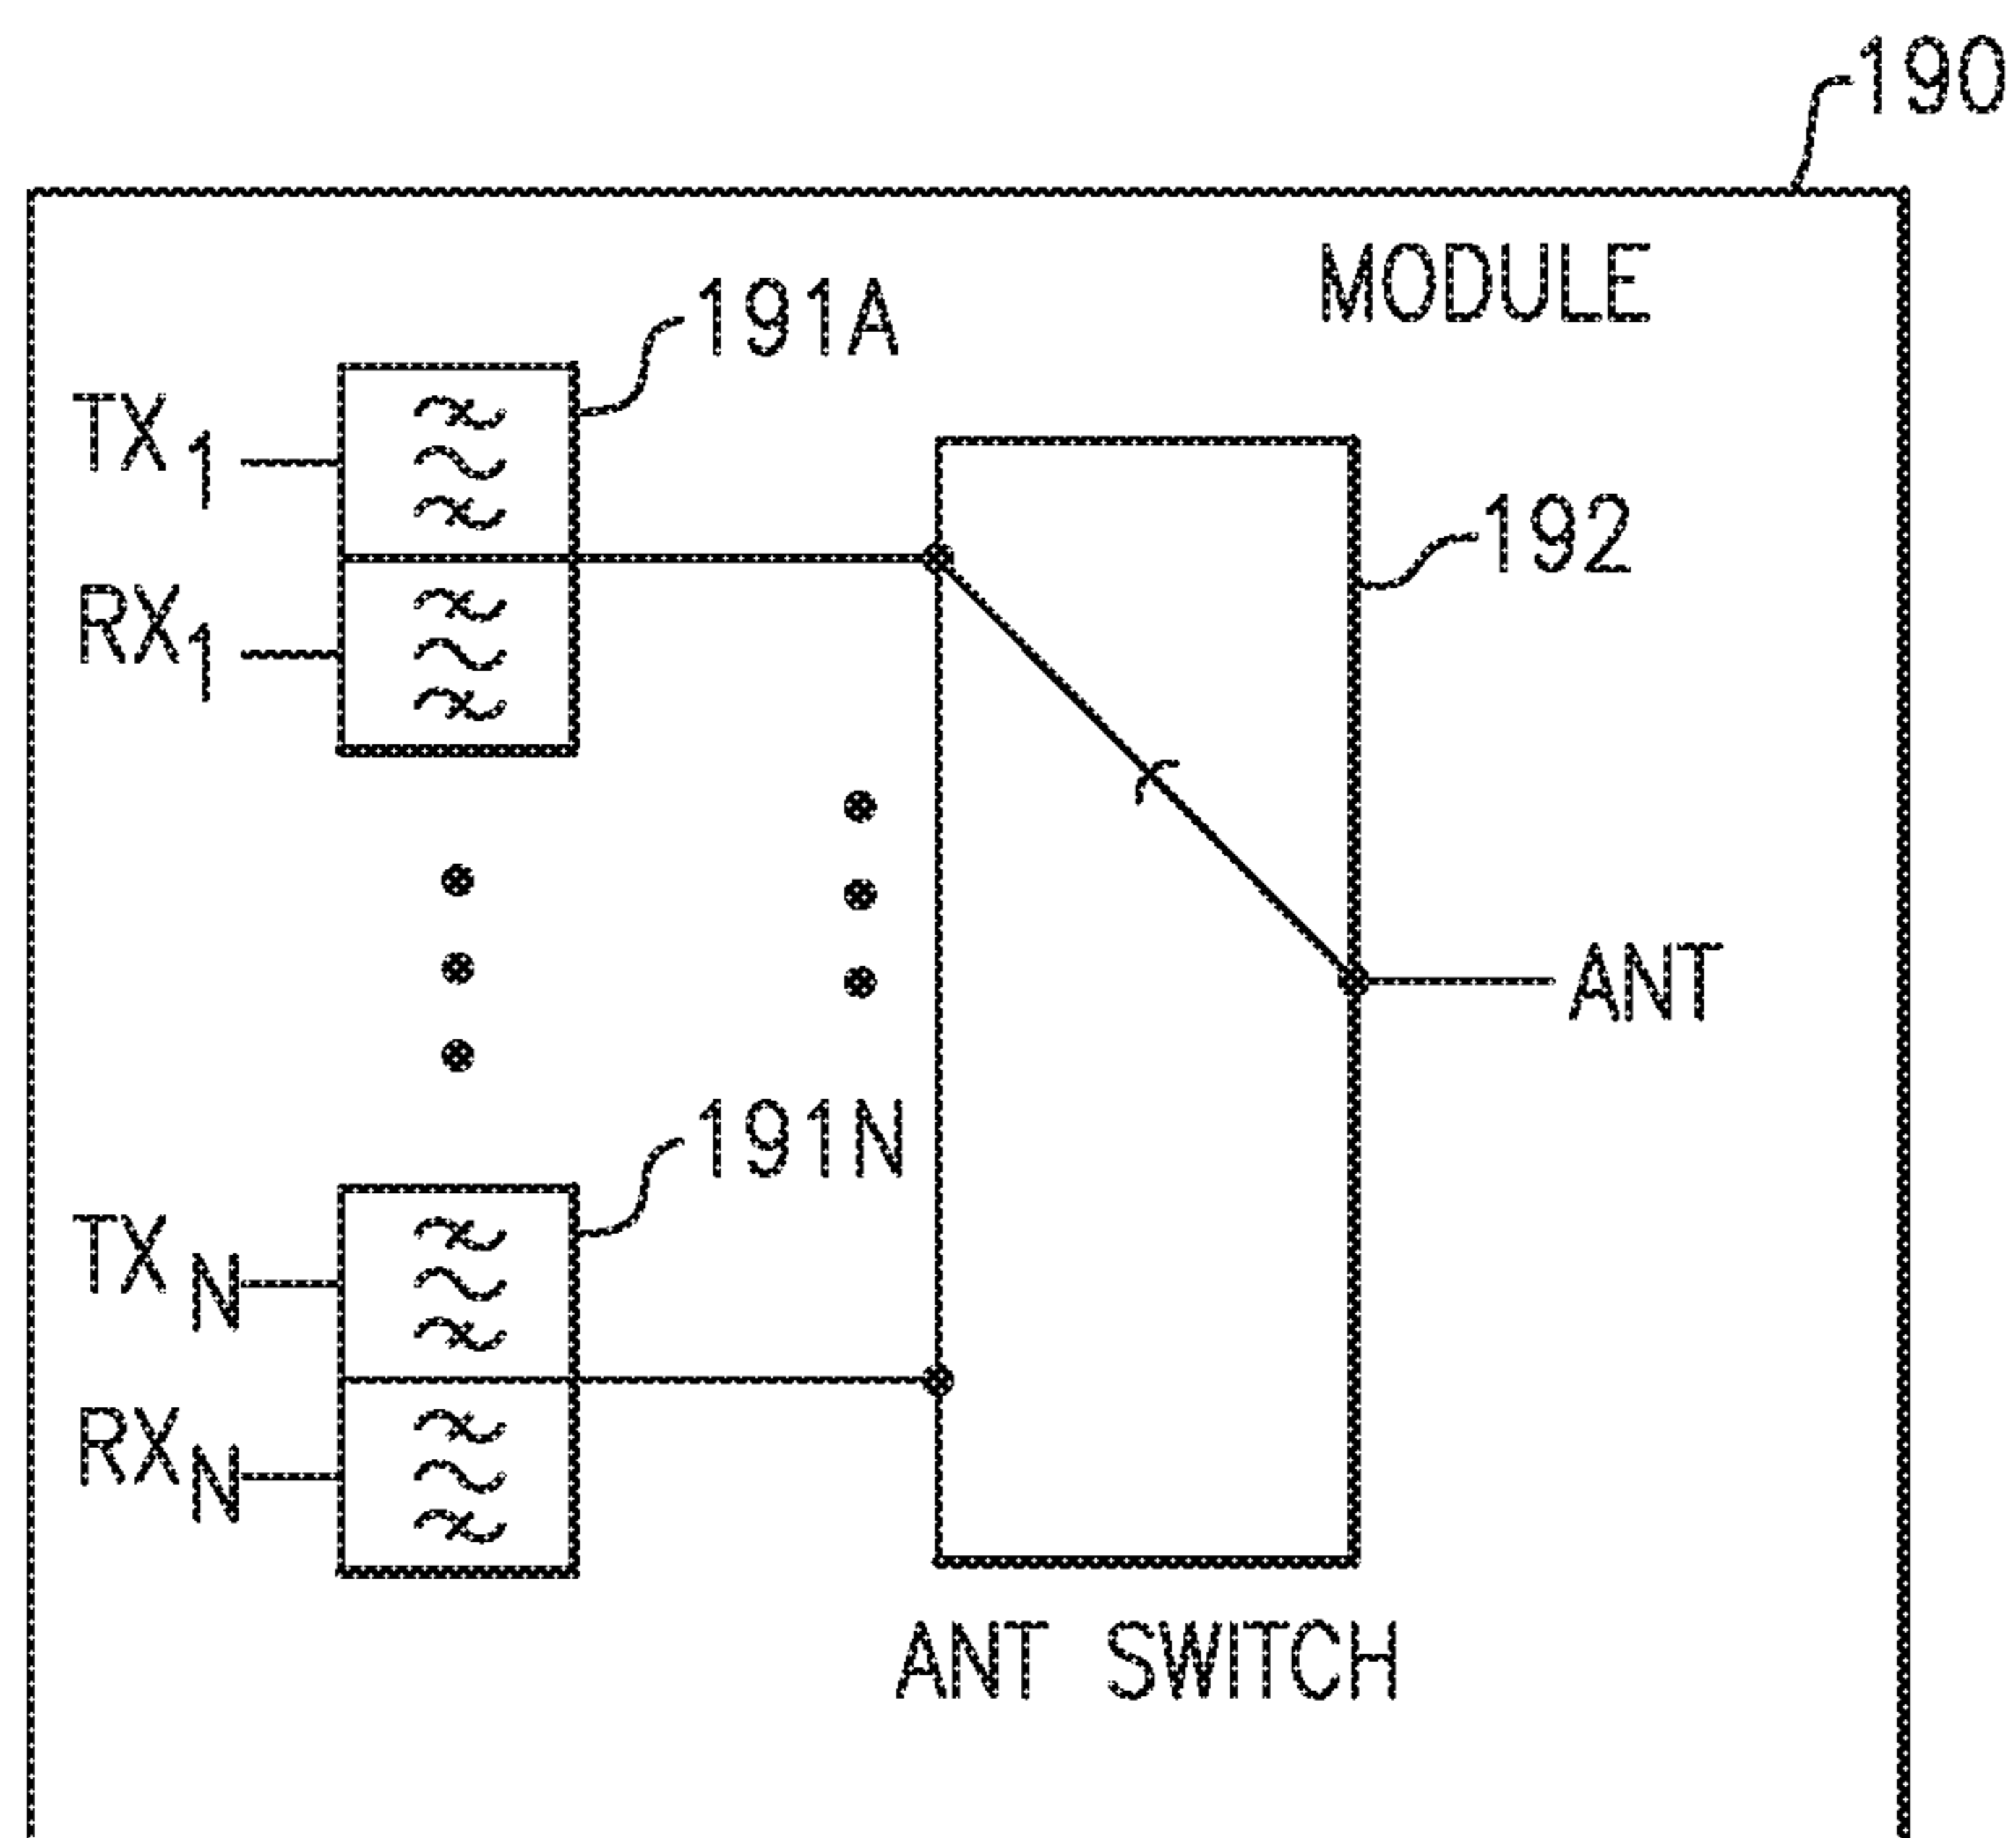 190
MODULE
191A
TX1
RX1
192
ANT
191N
TXN
RXN
ANT SWITCH